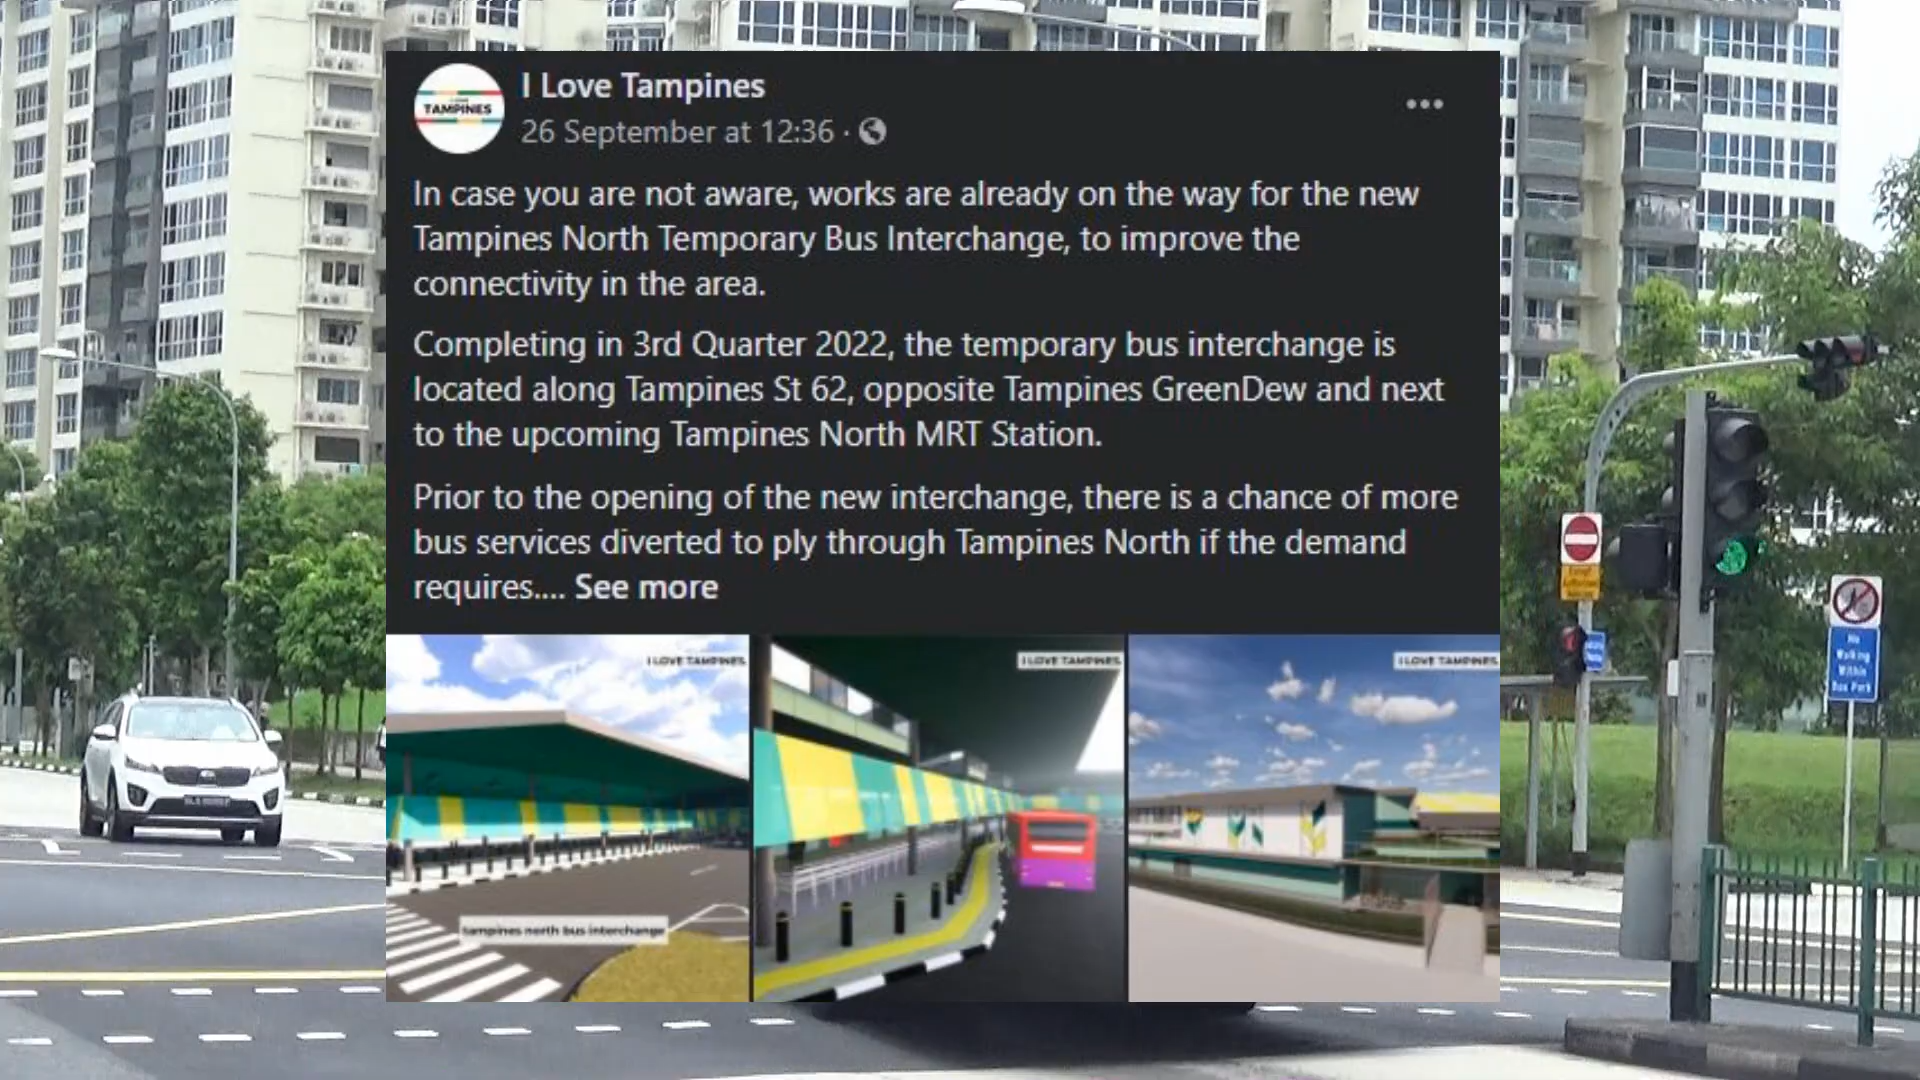 I Love Tampines
TAMPINES
26 September at 12:36 ·
In case you are not aware, works are already on the way for the new
Tampines North Temporary Bus Interchange, to improve the
connectivity in the area.
Completing in 3rd Quarter 2022, the temporary bus interchange is
located along Tampines St 62, opposite Tampines GreenDew and next
to the upcoming Tampines North MRT Station.
Prior to the opening of the new interchange, there is a chance of more
bus services diverted to ply through Tampines North if the demand
requires.... See more
I LOVE TAMPINES
I LOVE TAMPINES
I LOVE TAMPINES
tampines north bus interchange
No
Walking
Within
Bus Park